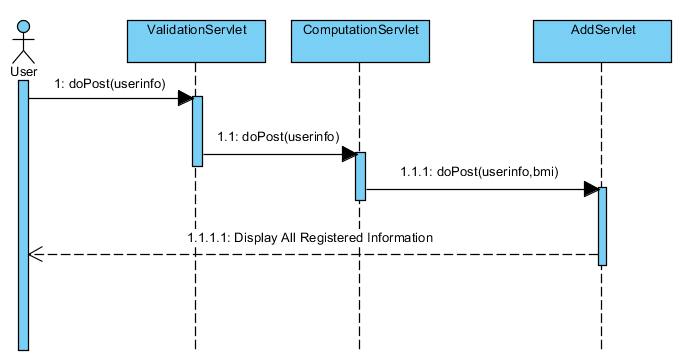 ValidationServlet
ComputationServlet
AddServlet
User
1: doPost(userinfo)
1.1: doPost(userinfo)
1.1.1: doPost(userinfo,bmi)
1.1.1.1: Display All Registered Information